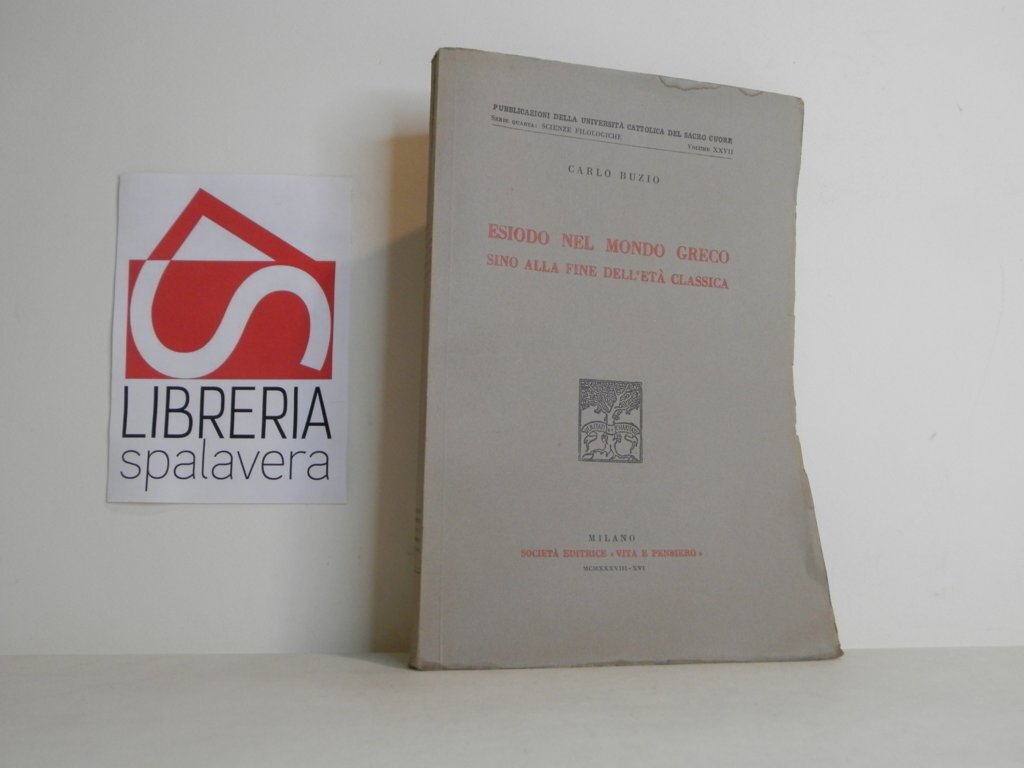 LIBRERIA
spalavera
PUBBLICAZIONI DELLA UNIVERSITÀ CATTOLICA DEL SACRO CUORE
SERIE QUARTA: SCIENZE FILOLOGICHE
VOLUME XXVII
CARLO BUZIO
ESIODO NEL MONDO GRECO
SINO ALLA FINE DELL'ETÀ CLASSICA
MILANO
SOCIETÀ EDITRICE «VITA E PENSIERO»
MCMXXXVIII-XVI